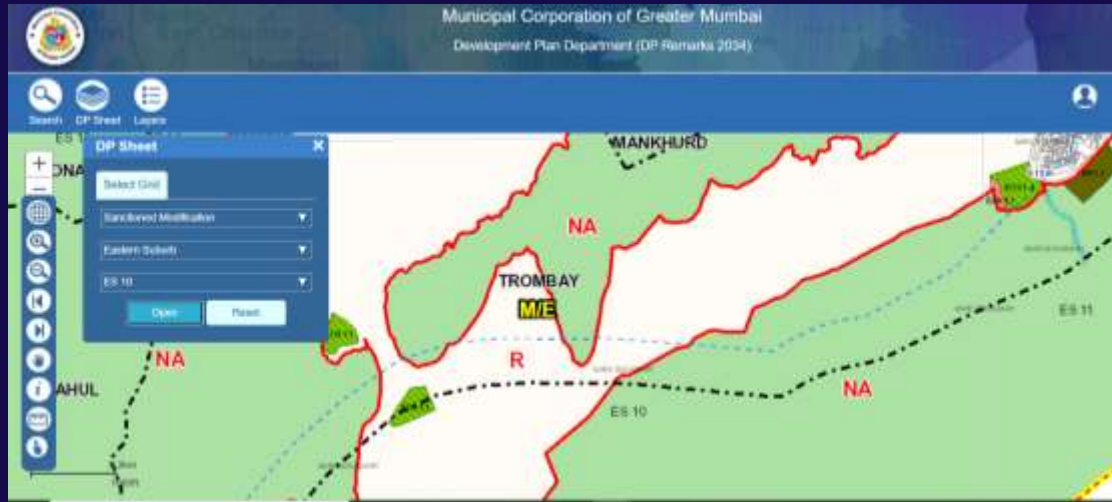 Municipal Corporation of Greater Mumbai
Development Plan Department (DP Remarks 2034)
Search
DP Sheet
Layers
DP Sheet
×
Select Grid
Sanctioned Modification
Eastern Suburb
ES 10
Open
Reset
+
−
MANKHURD
NA
TROMBAY
M/E
R
NA
NA
AHUL
ES 10
ES 11